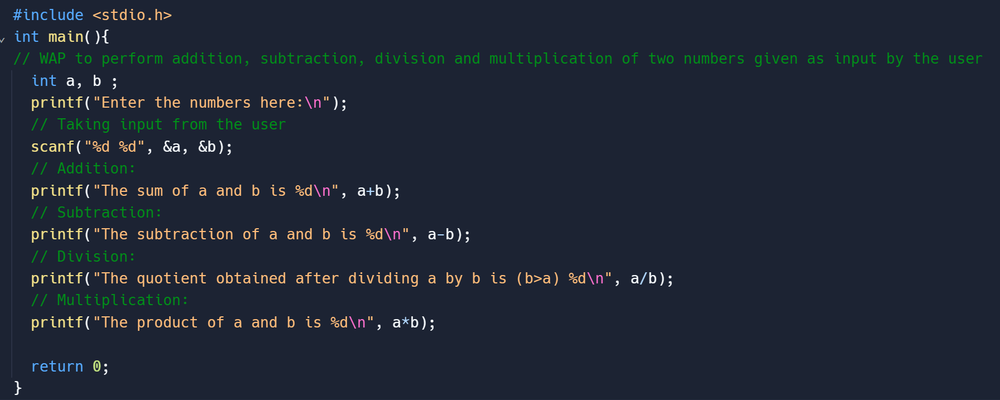 #include <stdio.h>
int main(){
// WAP to perform addition, subtraction, division and multiplication of two numbers given as input by the user
int a, b ;
printf("Enter the numbers here:\n");
// Taking input from the user
scanf("%d %d", &a, &b);
// Addition:
printf("The sum of a and b is %d\n", a+b);
// Subtraction:
printf("The subtraction of a and b is %d\n", a-b);
// Division:
printf("The quotient obtained after dividing a by b is (b>a) %d\n", a/b);
// Multiplication:
printf("The product of a and b is %d\n", a*b);
return 0;
}